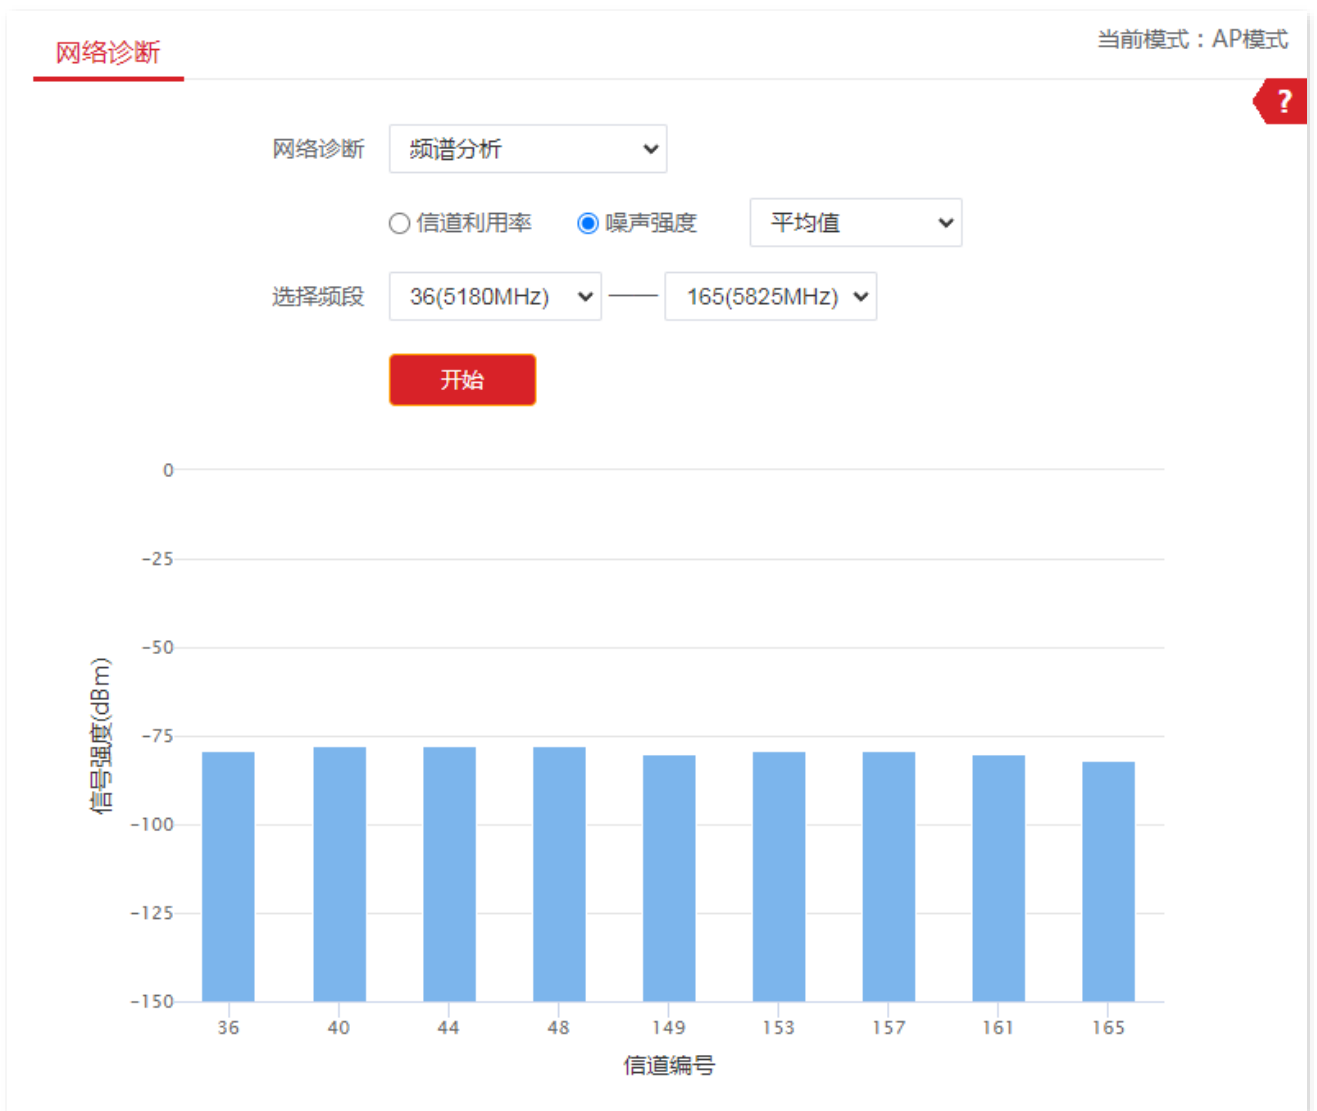 网络诊断
当前模式：AP模式
?
网络诊断 频谱分析
信道利用率 噪声强度 平均值
选择频段 36(5180MHz) 165(5825MHz)
开始
0
-25
-50
-75
-100
-125
-150
信号强度(dBm)
36 40 44 48 149 153 157 161 165
信道编号